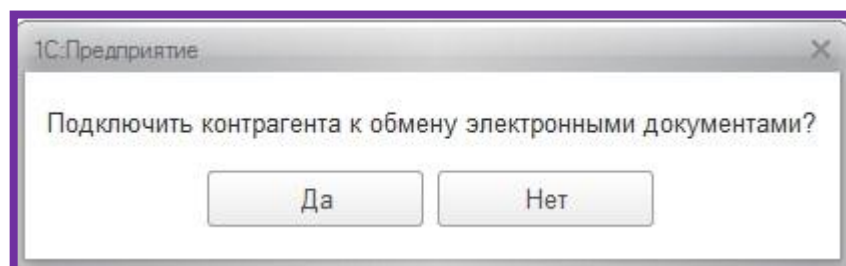 1С:Предприятие
Подключить контрагента к обмену электронными документами?
Да
Нет